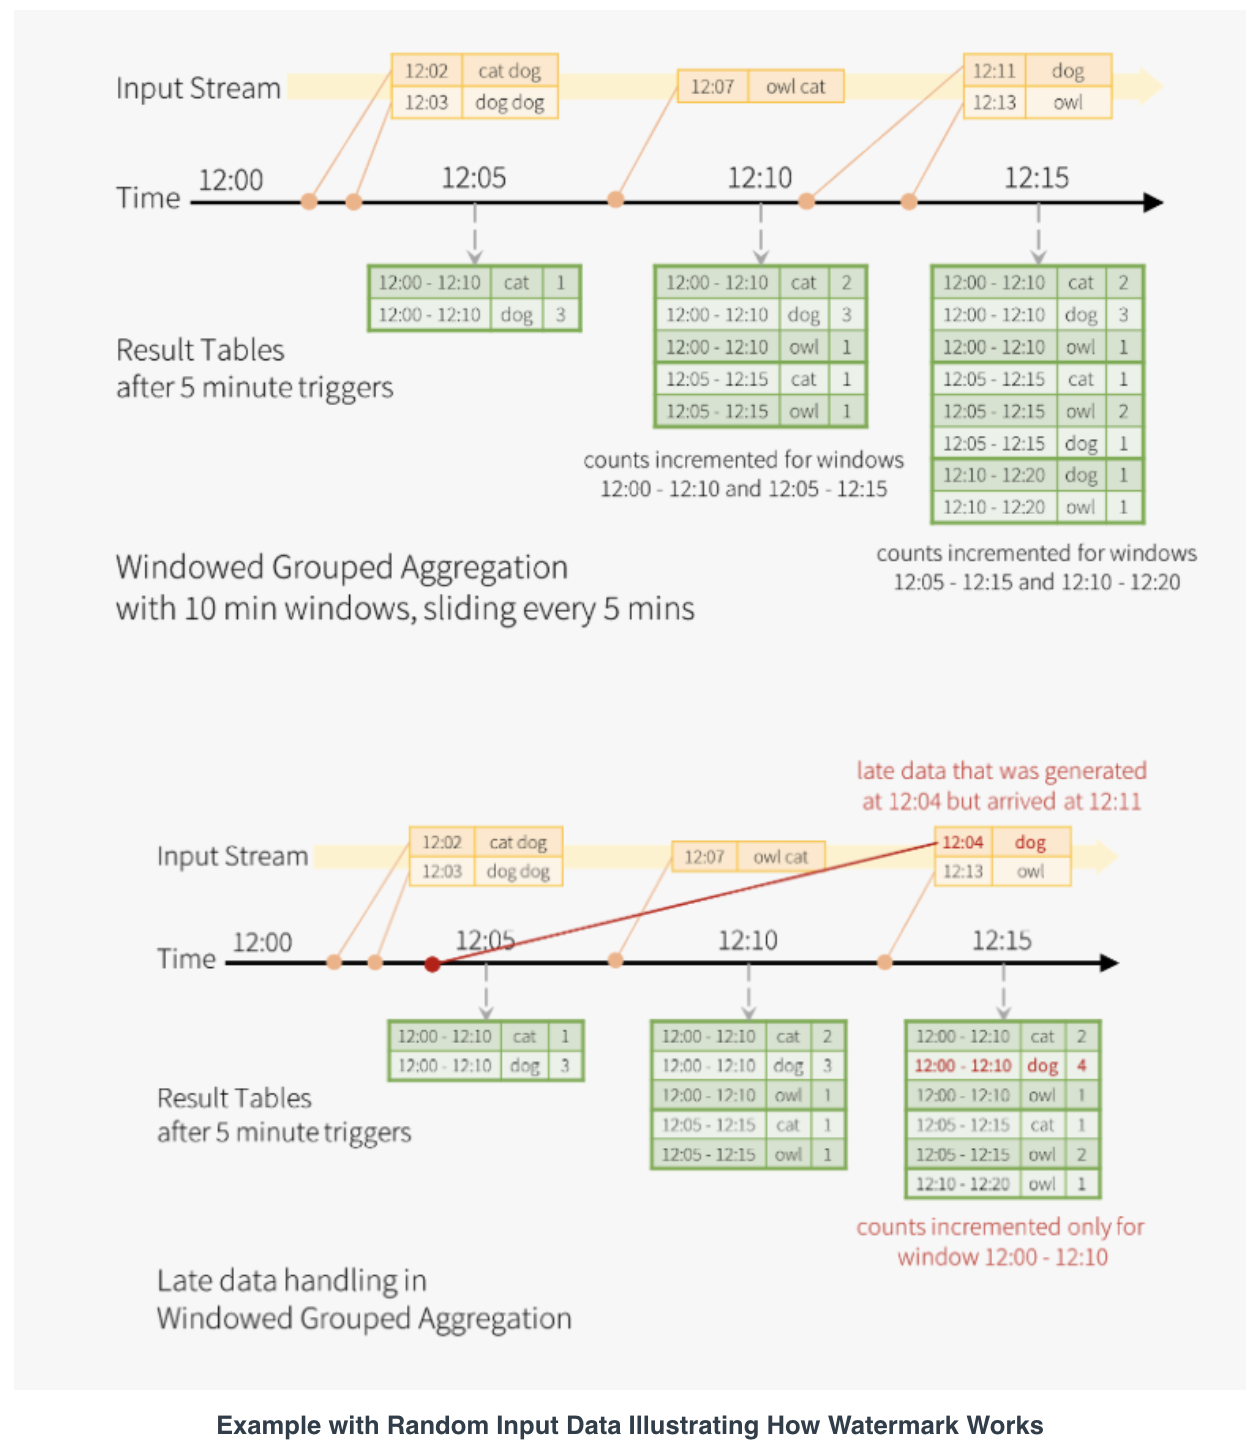 Input Stream
12:02 cat dog
12:03 dog dog
12:07 owl cat
12:11 dog
12:13 owl
Time
12:00
12:05
12:10
12:15
Result Tables
after 5 minute triggers
12:00 - 12:10 cat 1
12:00 - 12:10 dog 3
12:00 - 12:10 cat 2
12:00 - 12:10 dog 3
12:00 - 12:10 owl 1
12:05 - 12:15 cat 1
12:05 - 12:15 owl 1
counts incremented for windows
12:00 - 12:10 and 12:05 - 12:15
12:00 - 12:10 cat 2
12:00 - 12:10 dog 3
12:00 - 12:10 owl 1
12:05 - 12:15 cat 1
12:05 - 12:15 owl 2
12:05 - 12:15 dog 1
12:10 - 12:20 dog 1
12:10 - 12:20 owl 1
counts incremented for windows
12:05 - 12:15 and 12:10 - 12:20
Windowed Grouped Aggregation
with 10 min windows, sliding every 5 mins
late data that was generated
at 12:04 but arrived at 12:11
Input Stream
12:02 cat dog
12:03 dog dog
12:07 owl cat
12:04 dog
12:13 owl
Time
12:00
12:05
12:10
12:15
Result Tables
after 5 minute triggers
12:00 - 12:10 cat 1
12:00 - 12:10 dog 3
12:00 - 12:10 cat 2
12:00 - 12:10 dog 3
12:00 - 12:10 owl 1
12:05 - 12:15 cat 1
12:05 - 12:15 owl 1
12:00 - 12:10 cat 2
12:00 - 12:10 dog 4
12:00 - 12:10 owl 1
12:05 - 12:15 cat 1
12:05 - 12:15 owl 2
12:10 - 12:20 owl 1
counts incremented only for
window 12:00 - 12:10
Late data handling in
Windowed Grouped Aggregation
Example with Random Input Data Illustrating How Watermark Works